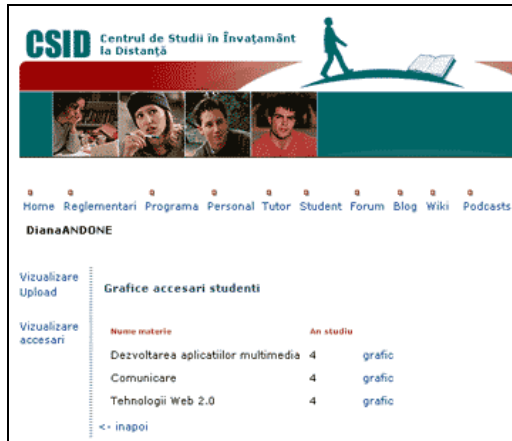 CSID Centrul de Studii în Învaţamânt
la Distanţă
Home Reglementari Programa Personal Tutor Student Forum Blog Wiki Podcasts
DianaANDONE
Vizualizare
Upload
Vizualizare
accesari
Grafice accesari studenti
Nume materie An studiu
Dezvoltarea aplicatiilor multimedia 4 grafic
Comunicare 4 grafic
Tehnologii Web 2.0 4 grafic
<- inapoi